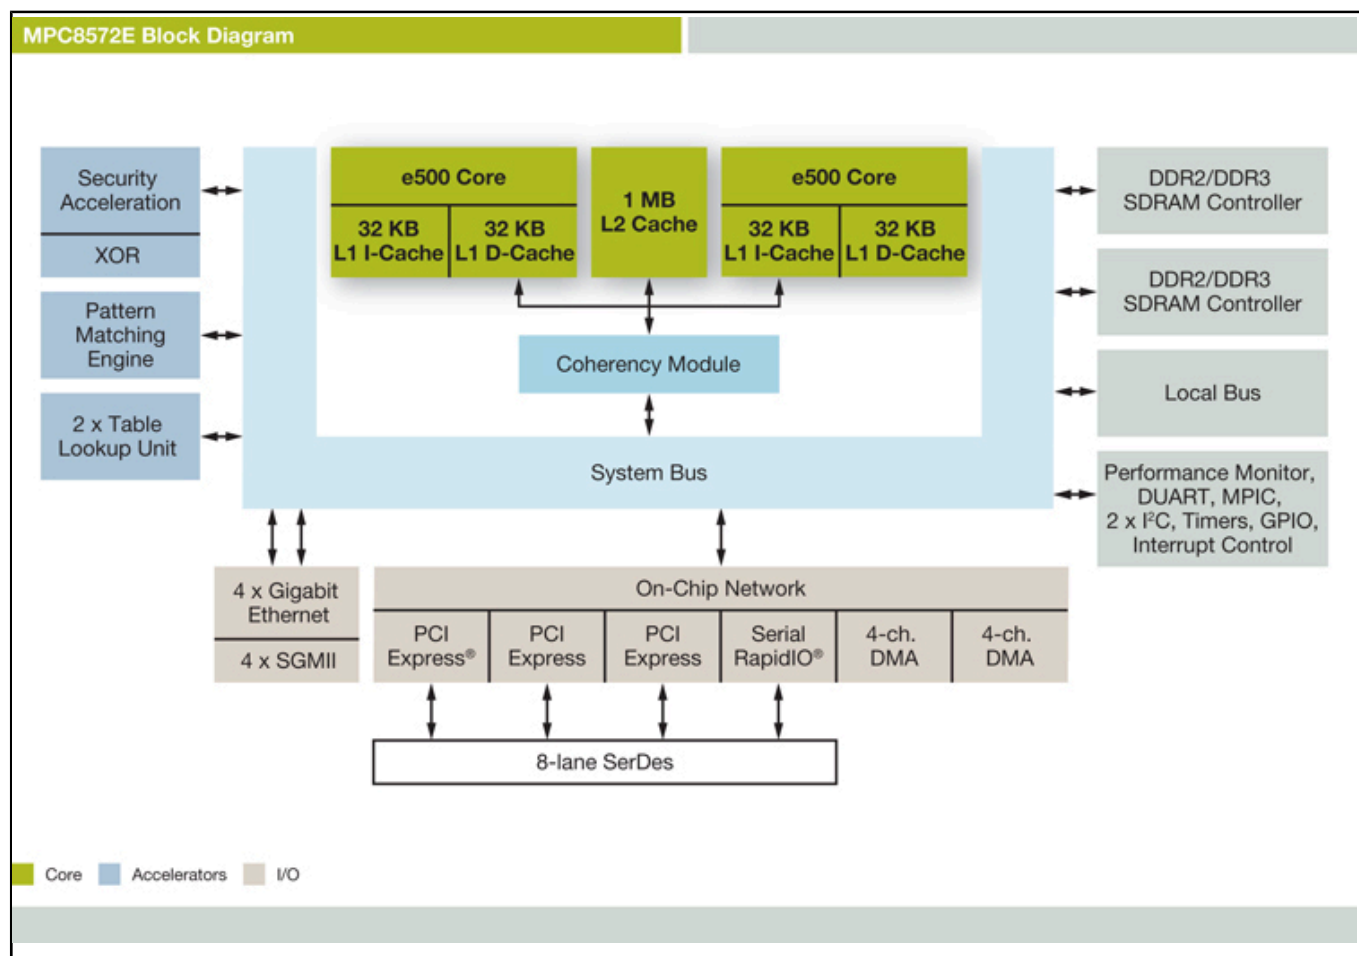 MPC8572E Block Diagram
Security
Acceleration
XOR
Pattern
Matching
Engine
2 x Table
Lookup Unit
e500 Core
32 KB
L1 I-Cache
32 KB
L1 D-Cache
1 MB
L2 Cache
e500 Core
32 KB
L1 I-Cache
32 KB
L1 D-Cache
Coherency Module
System Bus
DDR2/DDR3
SDRAM Controller
DDR2/DDR3
SDRAM Controller
Local Bus
Performance Monitor,
DUART, MPIC,
2 x I²C, Timers, GPIO,
Interrupt Control
4 x Gigabit
Ethernet
4 x SGMII
On-Chip Network
PCI
Express®
PCI
Express
PCI
Express
Serial
RapidIO®
4-ch.
DMA
4-ch.
DMA
8-lane SerDes
Core
Accelerators
I/O